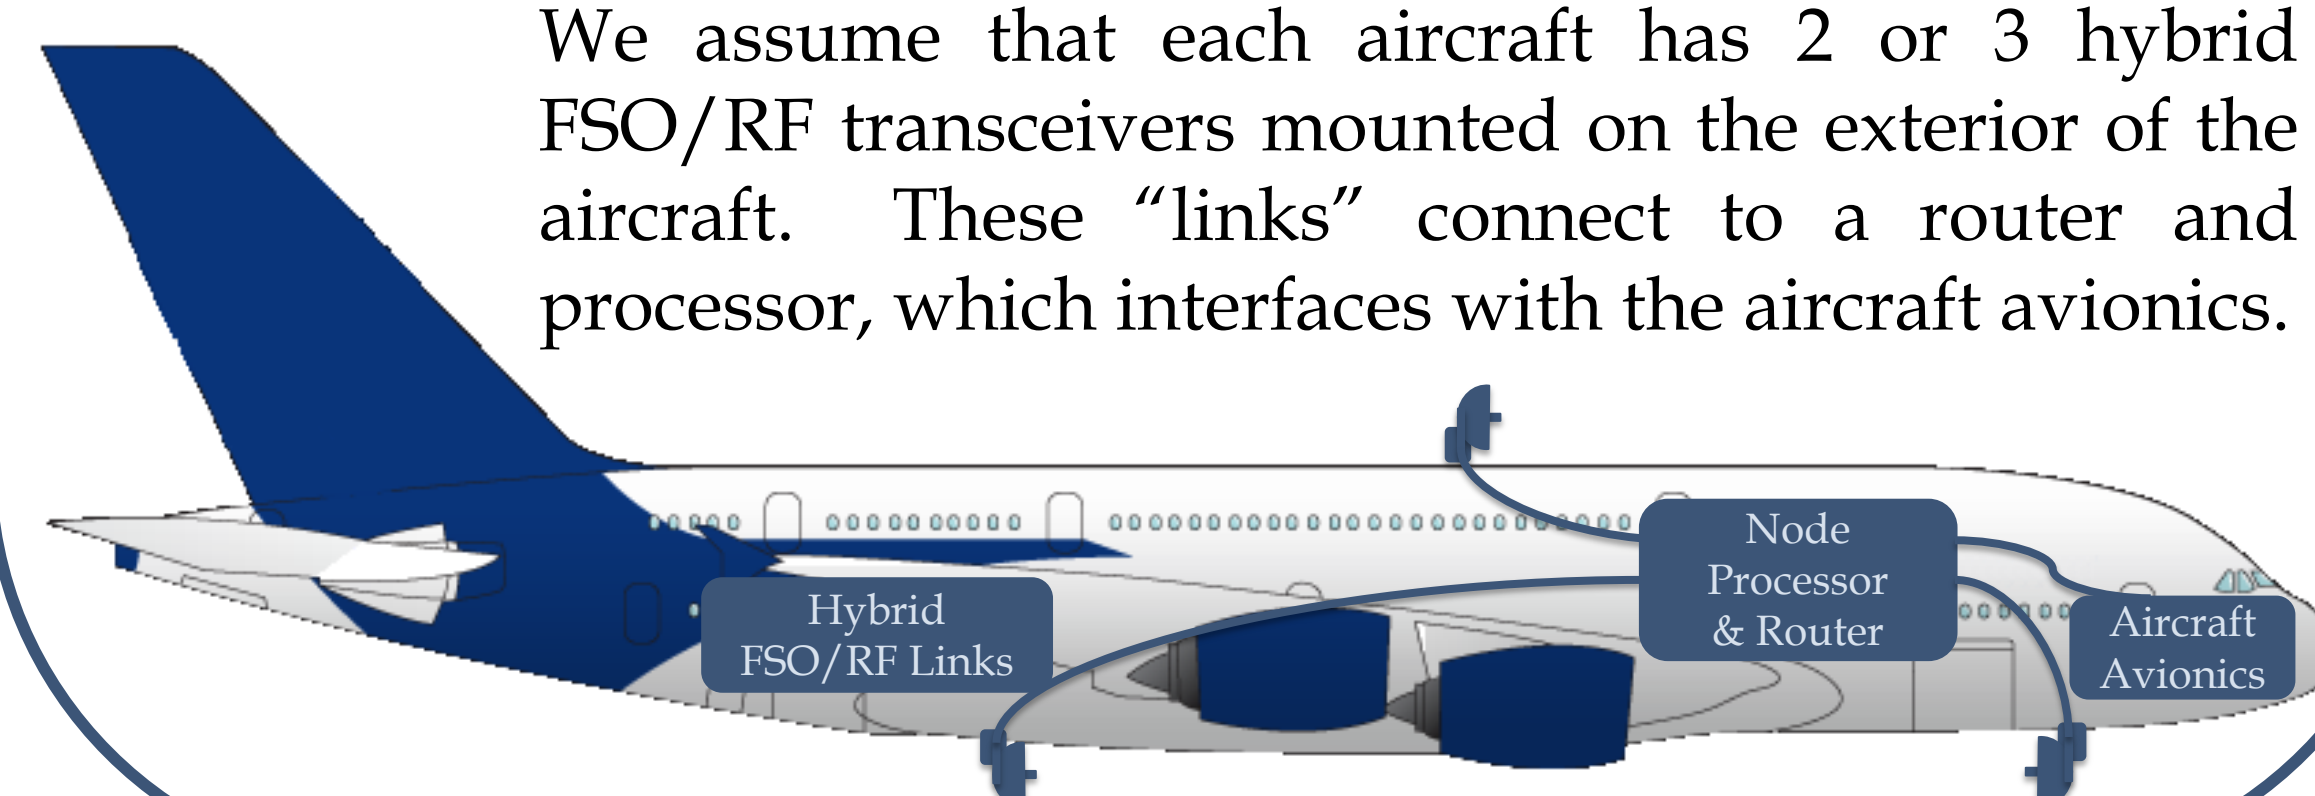 We assume that each aircraft has 2 or 3 hybrid
FSO/RF transceivers mounted on the exterior of the
aircraft. These “links” connect to a router and
processor, which interfaces with the aircraft avionics.
Node
Processor
& Router
Hybrid
FSO/RF Links
Aircraft
Avionics